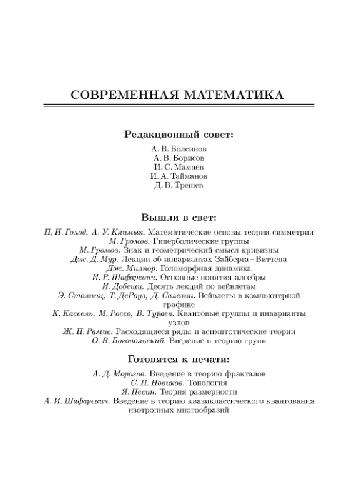 СОВРЕМЕННАЯ МАТЕМАТИКА
Редакционный совет:
А. В. Болсинов
А. В. Борисов
И. С. Мамаев
И. А. Тайманов
Д. В. Трещев
Вышли в свет:
П. И. Голод, А. У. Климык. Математические основы теории симметрии
М. Громов. Гиперболические группы
М. Громов. Знак и геометрический смысл кривизны
Дж. Д. Мур. Лекции об инвариантах Зайберга–Виттена
Дж. Милнор. Голоморфная динамика.
И. Р. Шафаревич. Основные понятия алгебры
И. Добеши. Десять лекций по вейвлетам
Э. Столниц, Т. ДеРоуз, Д. Салезин. Вейвлеты в компьютерной
графике
К. Кассель, М. Россо, В. Тураев. Квантовые группы и инварианты
узлов
Ж. П. Рамис. Расходящиеся ряды и асимптотические теории
О. В. Богопольский. Введение в теорию групп
Готовятся к печати:
А. Д. Морозов. Введение в теорию фракталов
С. П. Новиков. Топология
Я. Песин. Теория размерности
А. И. Шафаревич. Введение в теорию квазиклассического квантования
изотропных многообразий